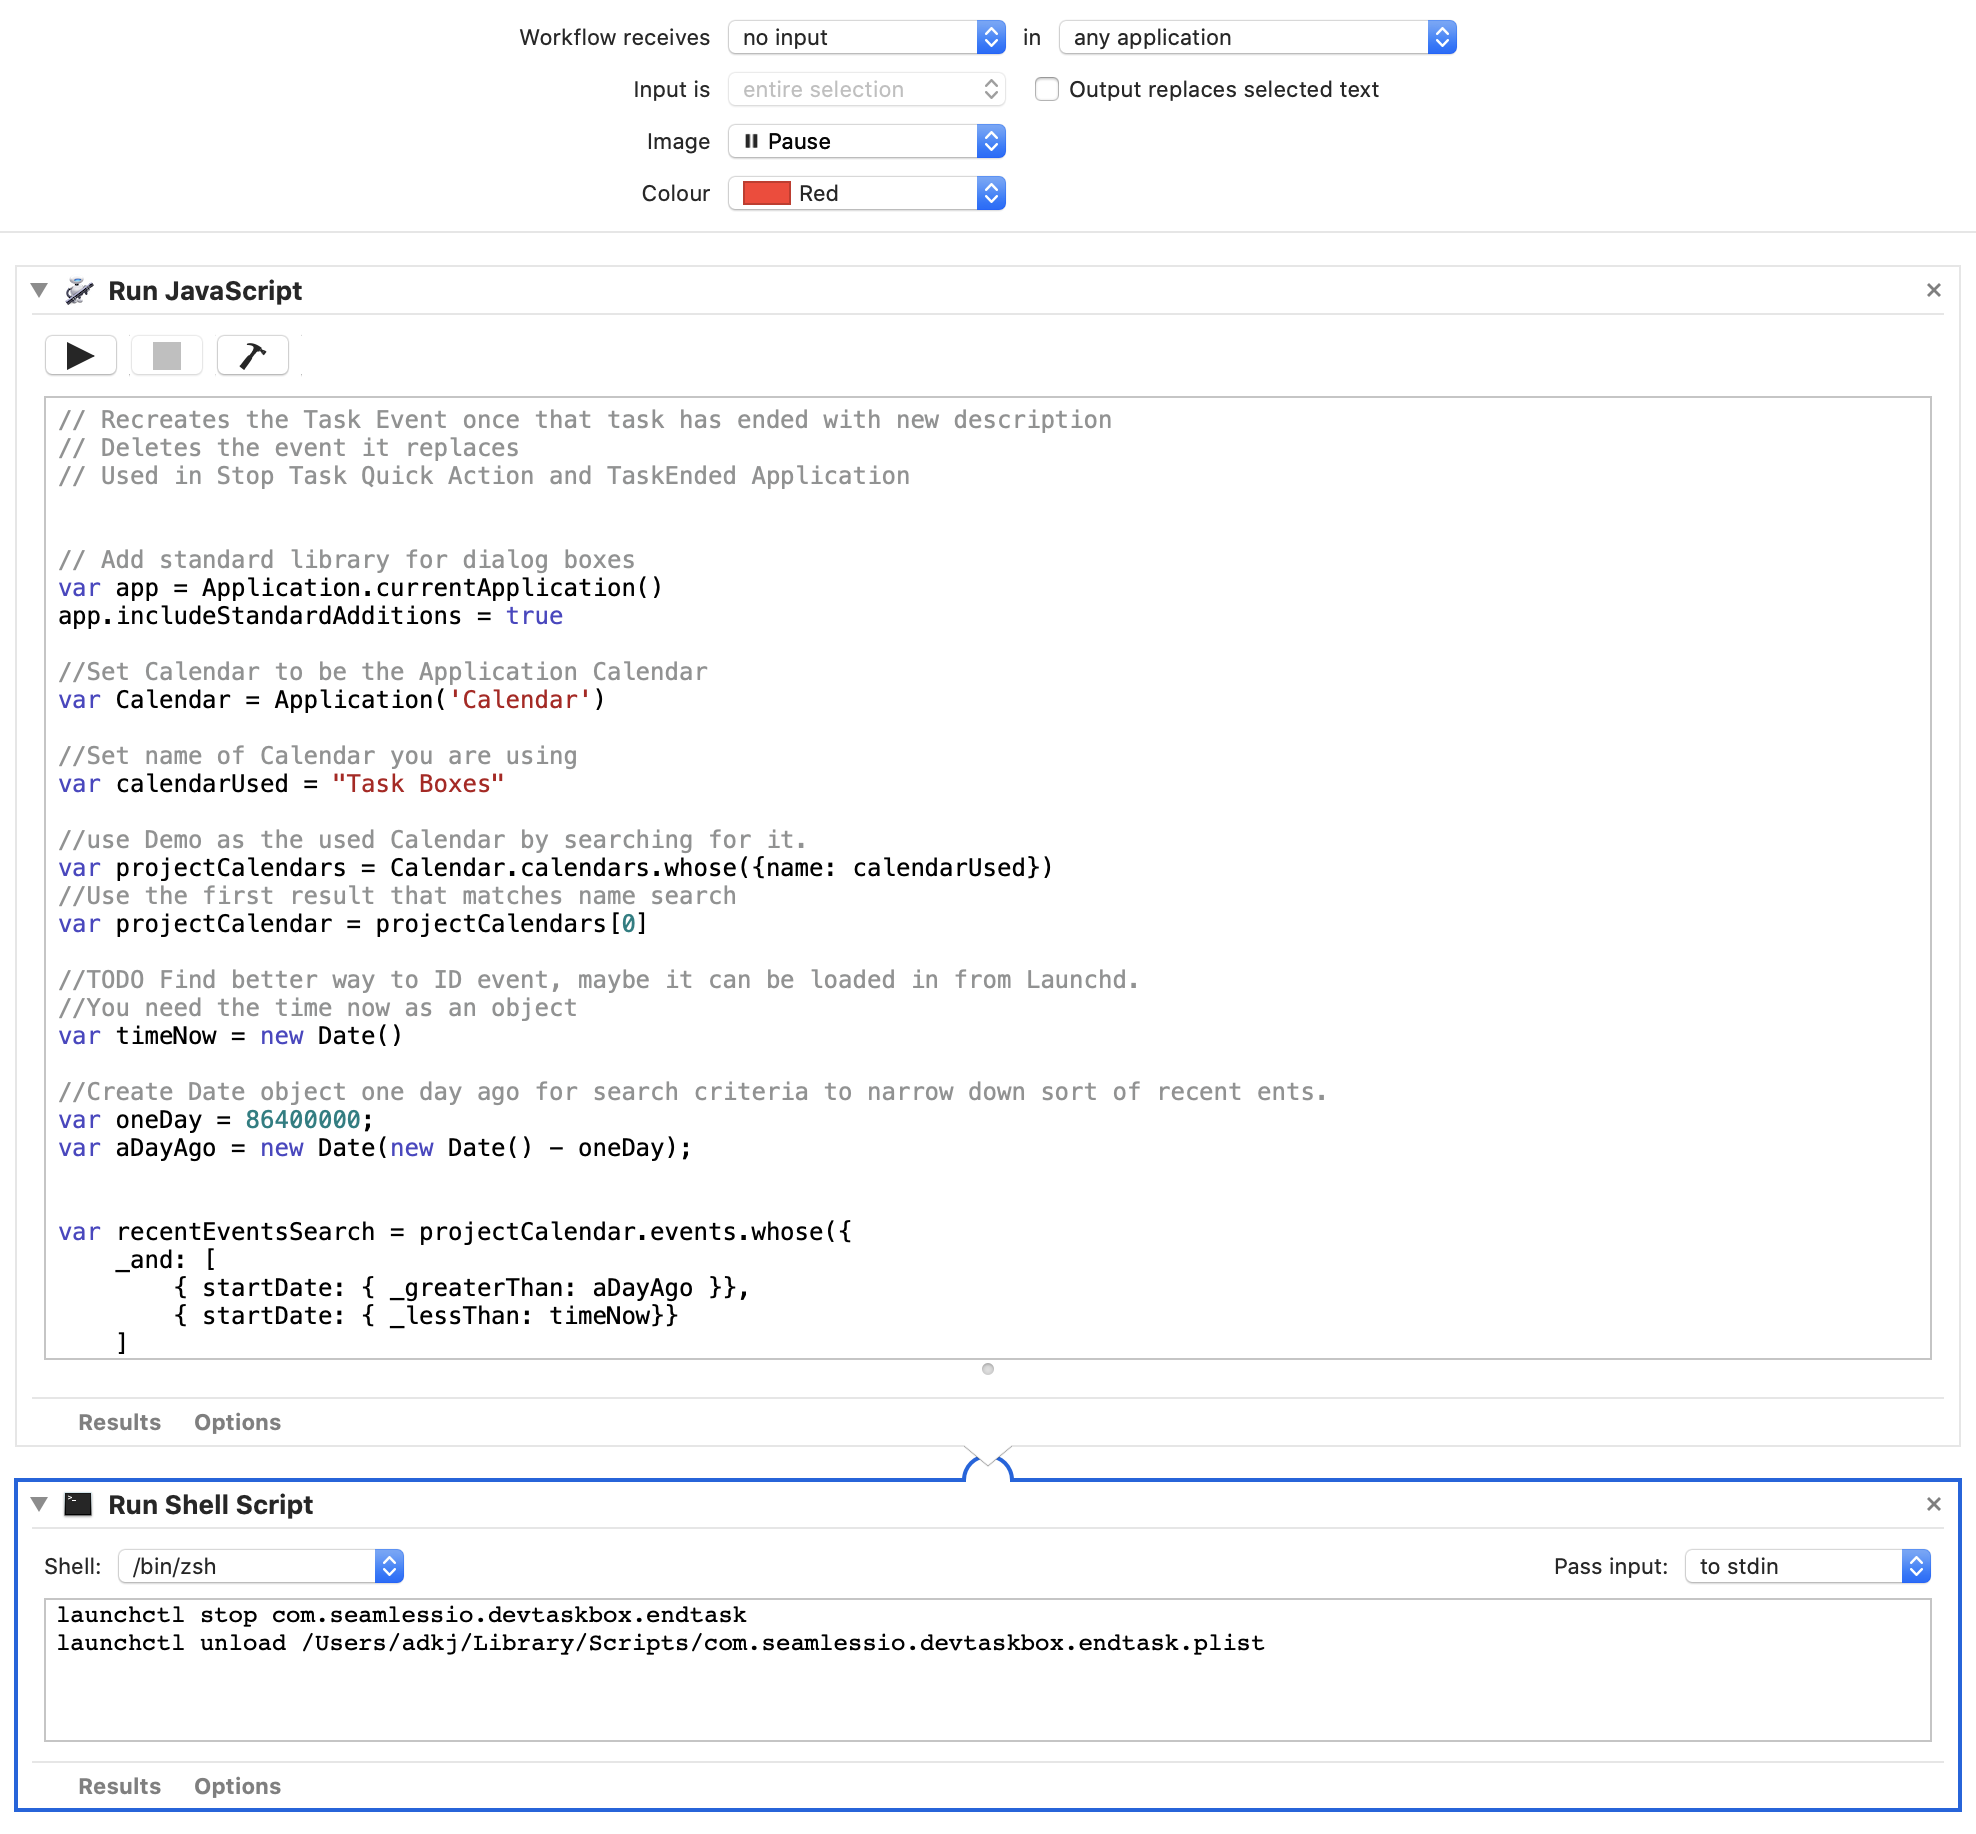 Workflow receives no input in any application
Input is entire selection Output replaces selected text
Image Pause
Colour Red
Run JavaScript
// Recreates the Task Event once that task has ended with new description
// Deletes the event it replaces
// Used in Stop Task Quick Action and TaskEnded Application
// Add standard library for dialog boxes
var app = Application.currentApplication()
app.includeStandardAdditions = true
//Set Calendar to be the Application Calendar
var Calendar = Application('Calendar')
//Set name of Calendar you are using
var calendarUsed = "Task Boxes"
//use Demo as the used Calendar by searching for it.
var projectCalendars = Calendar.calendars.whose({name: calendarUsed})
//Use the first result that matches name search
var projectCalendar = projectCalendars[0]
//TODO Find better way to ID event, maybe it can be loaded in from Launchd.
//You need the time now as an object
var timeNow = new Date()
//Create Date object one day ago for search criteria to narrow down sort of recent ents.
var oneDay = 86400000;
var aDayAgo = new Date(new Date() - oneDay);
var recentEventsSearch = projectCalendar.events.whose({
    _and: [
        { startDate: { _greaterThan: aDayAgo }},
        { startDate: { _lessThan: timeNow}}
    ]
Results Options
Run Shell Script
Shell: /bin/zsh Pass input: to stdin
launchctl stop com.seamlessio.devtaskbox.endtask
launchctl unload /Users/adkj/Library/Scripts/com.seamlessio.devtaskbox.endtask.plist
Results Options